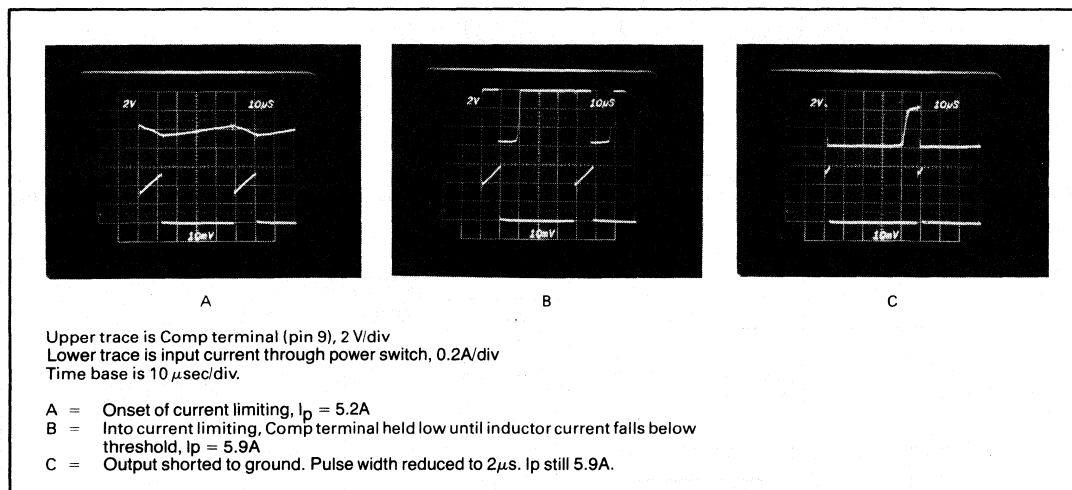 2V 10μS
10mV
2V 10μS
10mV
2V 10μS
10mV
A
B
C
Upper trace is Comp terminal (pin 9), 2 V/div
Lower trace is input current through power switch, 0.2A/div
Time base is 10 μsec/div.
A = Onset of current limiting, Ip = 5.2A
B = Into current limiting, Comp terminal held low until inductor current falls below
threshold, Ip = 5.9A
C = Output shorted to ground. Pulse width reduced to 2μs. Ip still 5.9A.